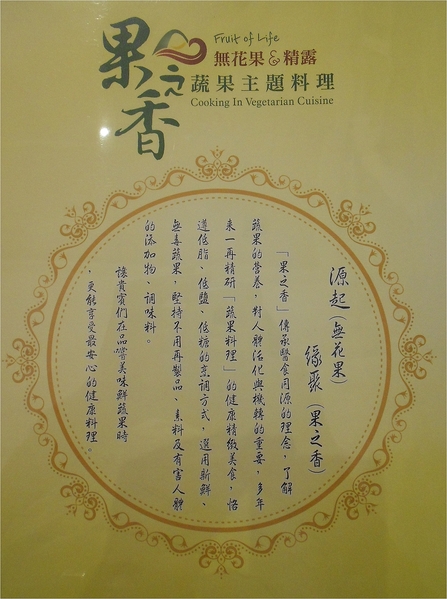 果之香
Fruit of Life
無花果&精露
蔬果主題料理
Cooking In Vegetarian Cuisine
源起(無花果)
緣聚(果之香)
「果之香」傳承醫食同源的理念，了解
蔬果的營養，對人體活化與機轉的重要，多年
來一再精研「蔬果料理」的健康精緻美食，恪
遵低脂、低鹽、低糖的烹調方式，選用新鮮、
無毒蔬果，堅持不用再製品、素料及有害人體
的添加物、調味料。
讓貴賓們在品嚐美味鮮蔬果時
，更能享受最安心的健康料理。